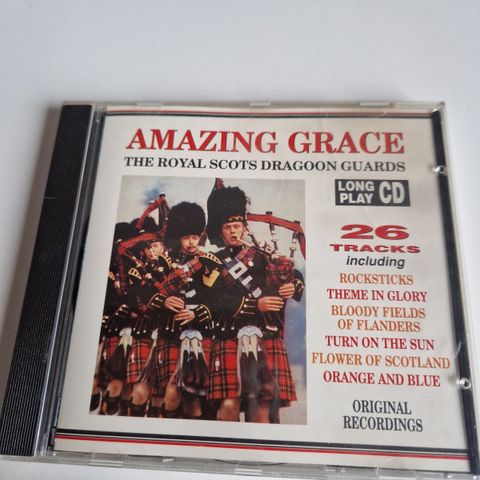 AMAZING GRACE
THE ROYAL SCOTS DRAGOON GUARDS
LONG
PLAY CD
26
TRACKS
including
ROCKSTICKS
THEME IN GLORY
BLOODY FIELDS
OF FLANDERS
TURN ON THE SUN
FLOWER OF SCOTLAND
ORANGE AND BLUE
ORIGINAL
RECORDINGS